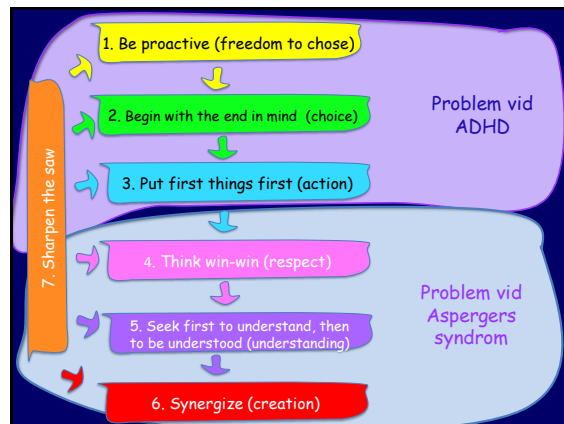 1. Be proactive (freedom to chose)
2. Begin with the end in mind (choice)
3. Put first things first (action)
Problem vid
ADHD
7. Sharpen the saw
4. Think win-win (respect)
5. Seek first to understand, then
to be understood (understanding)
6. Synergize (creation)
Problem vid
Aspergers
syndrom